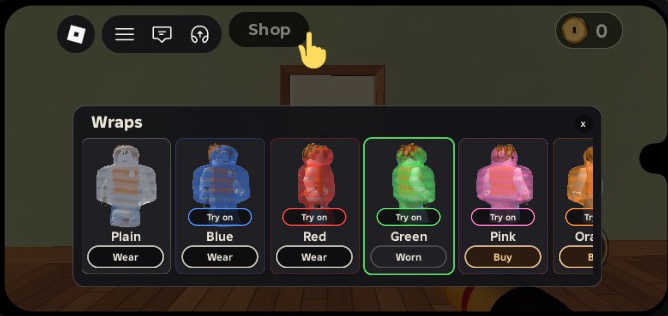 Shop
0
Wraps
x
Try on
Try on
Try on
Try on
Plain
Blue
Red
Green
Pink
Wear
Wear
Wear
Worn
Buy